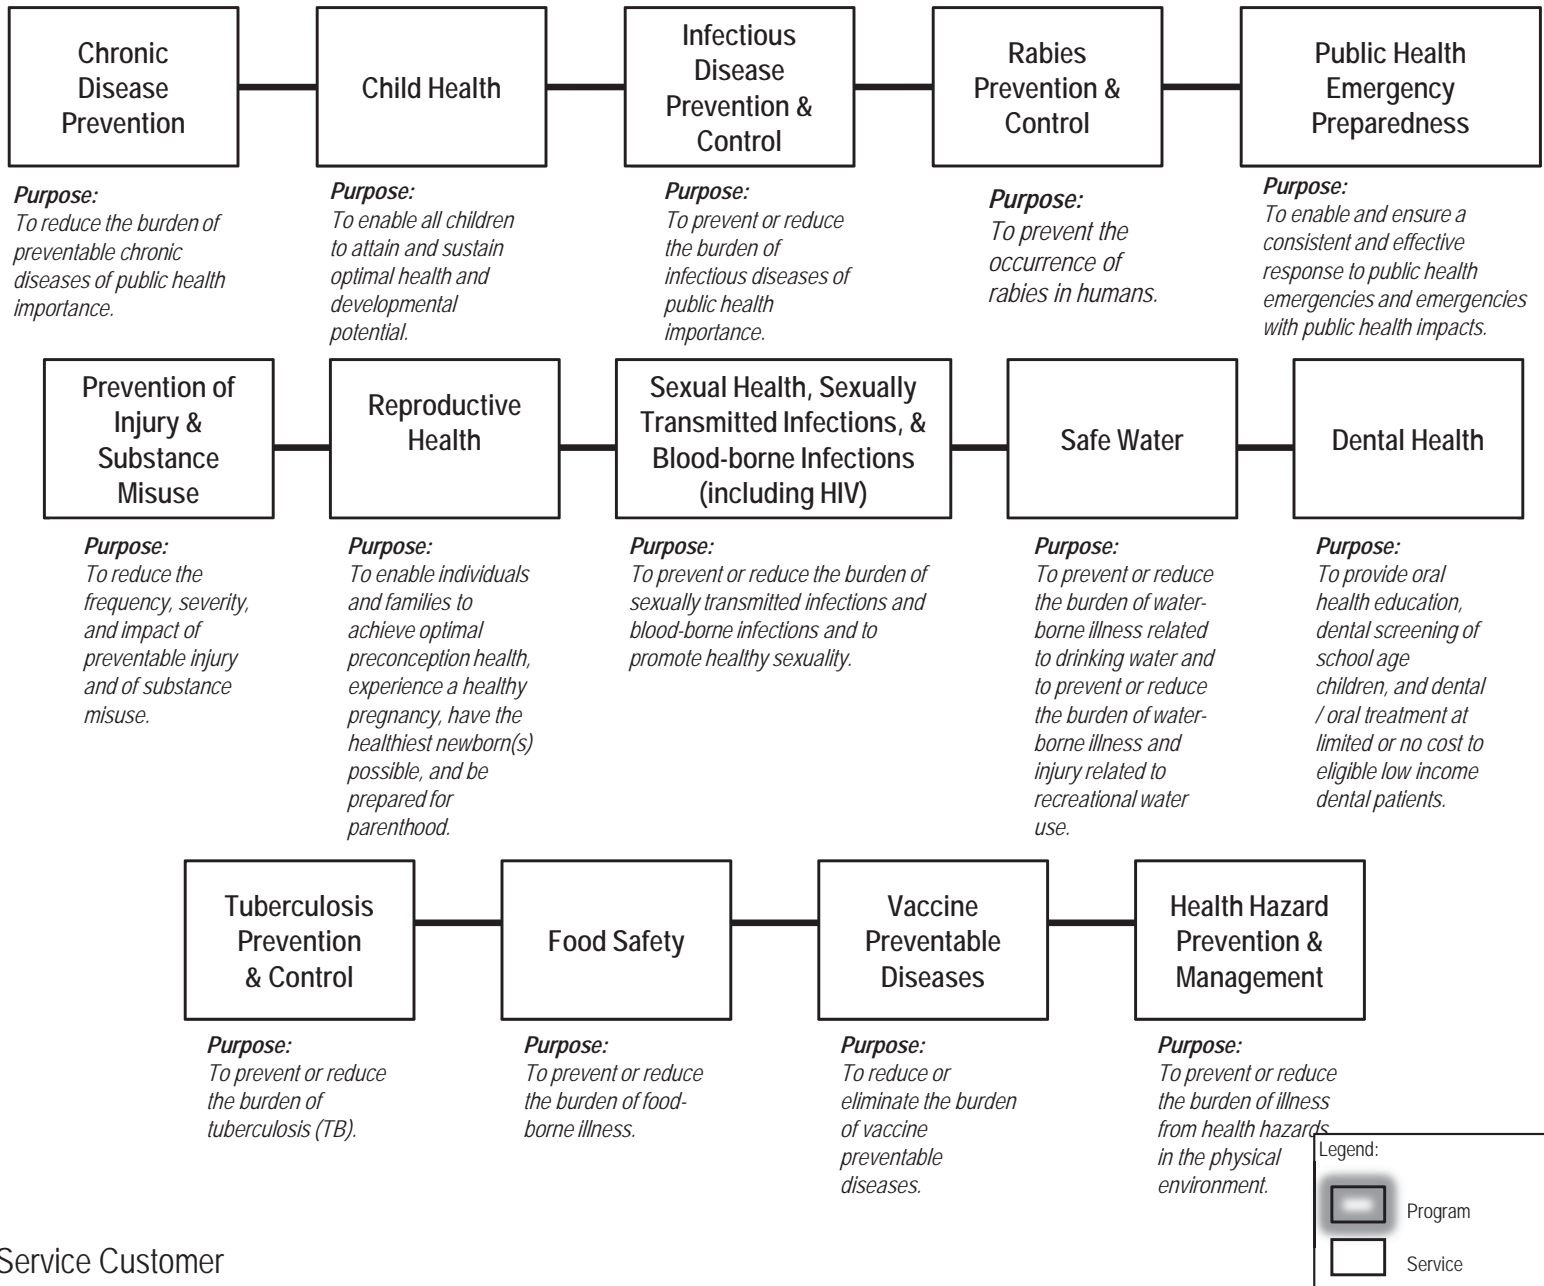 Chronic
Disease
Prevention
Child Health
Infectious
Disease
Prevention &
Control
Rabies
Prevention &
Control
Public Health
Emergency
Preparedness
Purpose:
To reduce the burden of
preventable chronic
diseases of public health
importance.
Purpose:
To enable all children
to attain and sustain
optimal health and
developmental
potential.
Purpose:
To prevent or reduce
the burden of
infectious diseases of
public health
importance.
Purpose:
To prevent the
occurrence of
rabies in humans.
Purpose:
To enable and ensure a
consistent and effective
response to public health
emergencies and emergencies
with public health impacts.
Prevention of
Injury &
Substance
Misuse
Reproductive
Health
Sexual Health, Sexually
Transmitted Infections, &
Blood-borne Infections
(including HIV)
Safe Water
Dental Health
Purpose:
To reduce the
frequency, severity,
and impact of
preventable injury
and of substance
misuse.
Purpose:
To enable individuals
and families to
achieve optimal
preconception health,
experience a healthy
pregnancy, have the
healthiest newborn(s)
possible, and be
prepared for
parenthood.
Purpose:
To prevent or reduce the burden of
sexually transmitted infections and
blood-borne infections and to
promote healthy sexuality.
Purpose:
To prevent or reduce
the burden of water-
borne illness related
to drinking water and
to prevent or reduce
the burden of water-
borne illness and
injury related to
recreational water
use.
Purpose:
To provide oral
health education,
dental screening of
school age
children, and dental
/ oral treatment at
limited or no cost to
eligible low income
dental patients.
Tuberculosis
Prevention
& Control
Food Safety
Vaccine
Preventable
Diseases
Health Hazard
Prevention &
Management
Purpose:
To prevent or reduce
the burden of
tuberculosis (TB).
Purpose:
To prevent or reduce
the burden of food-
borne illness.
Purpose:
To reduce or
eliminate the burden
of vaccine
preventable
diseases.
Purpose:
To prevent or reduce
the burden of illness
from health hazards
in the physical
environment.
Legend:
Program
Service
Service Customer